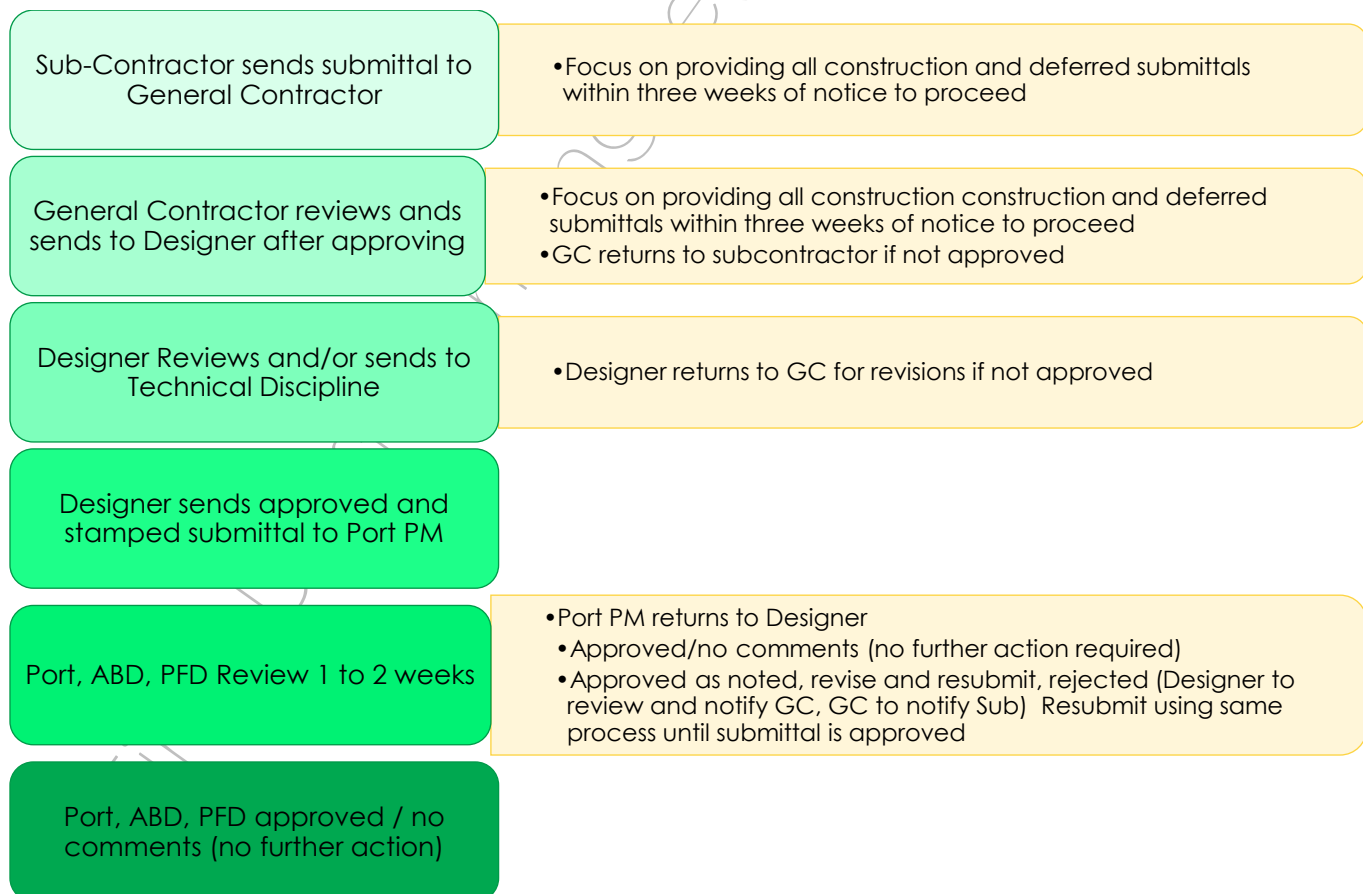 Sub-Contractor sends submittal to
General Contractor
•Focus on providing all construction and deferred submittals
within three weeks of notice to proceed
General Contractor reviews ands
sends to Designer after approving
•Focus on providing all construction construction and deferred
submittals within three weeks of notice to proceed
•GC returns to subcontractor if not approved
Designer Reviews and/or sends to
Technical Discipline
•Designer returns to GC for revisions if not approved
Designer sends approved and
stamped submittal to Port PM
Port, ABD, PFD Review 1 to 2 weeks
•Port PM returns to Designer
•Approved/no comments (no further action required)
•Approved as noted, revise and resubmit, rejected (Designer to
review and notify GC, GC to notify Sub)  Resubmit using same
process until submittal is approved
Port, ABD, PFD approved / no
comments (no further action)